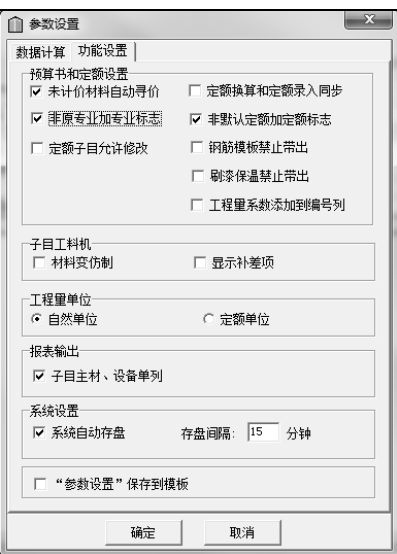 参数设置
数据计算 功能设置
预算书和定额设置
未计价材料自动寻价 定额换算和定额录入同步
非原专业加专业标志 非默认定额加定额标志
定额子目允许修改 钢筋模板禁止带出
刷漆保温禁止带出
工程量系数添加到编号列
子目工料机
材料变仿制 显示补差项
工程量单位
自然单位 定额单位
报表输出
子目主材、设备单列
系统设置
系统自动存盘 存盘间隔: 15 分钟
“参数设置”保存到模板
确定 取消